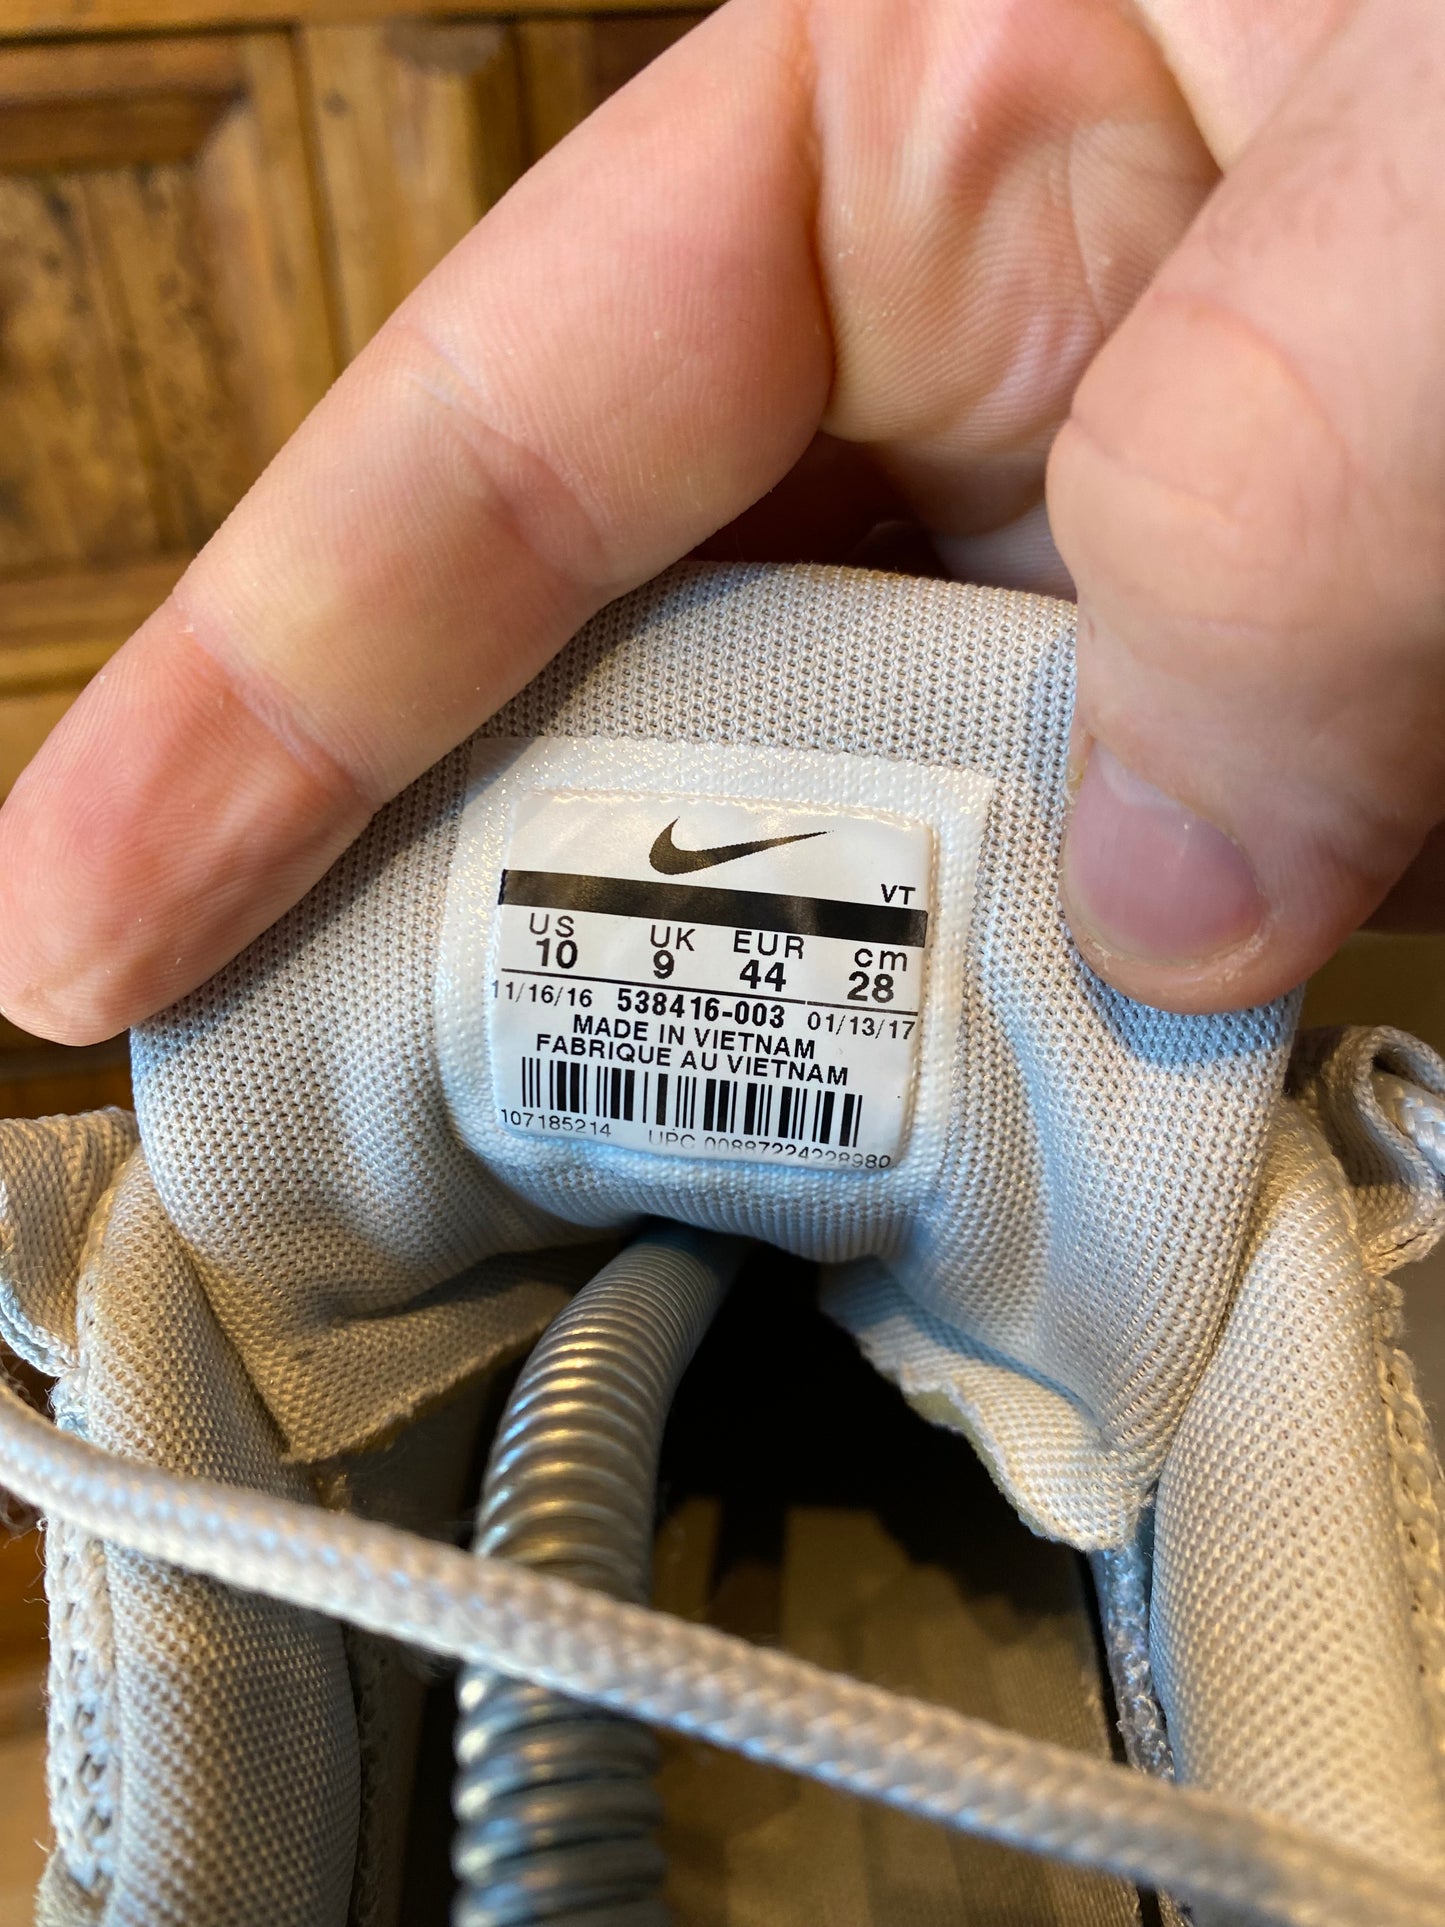 VT
US UK EUR cm
10 9 44 28
11/16/16 538416-003 01/13/17
MADE IN VIETNAM
FABRIQUE AU VIETNAM
107185214 UPC 00887224228980